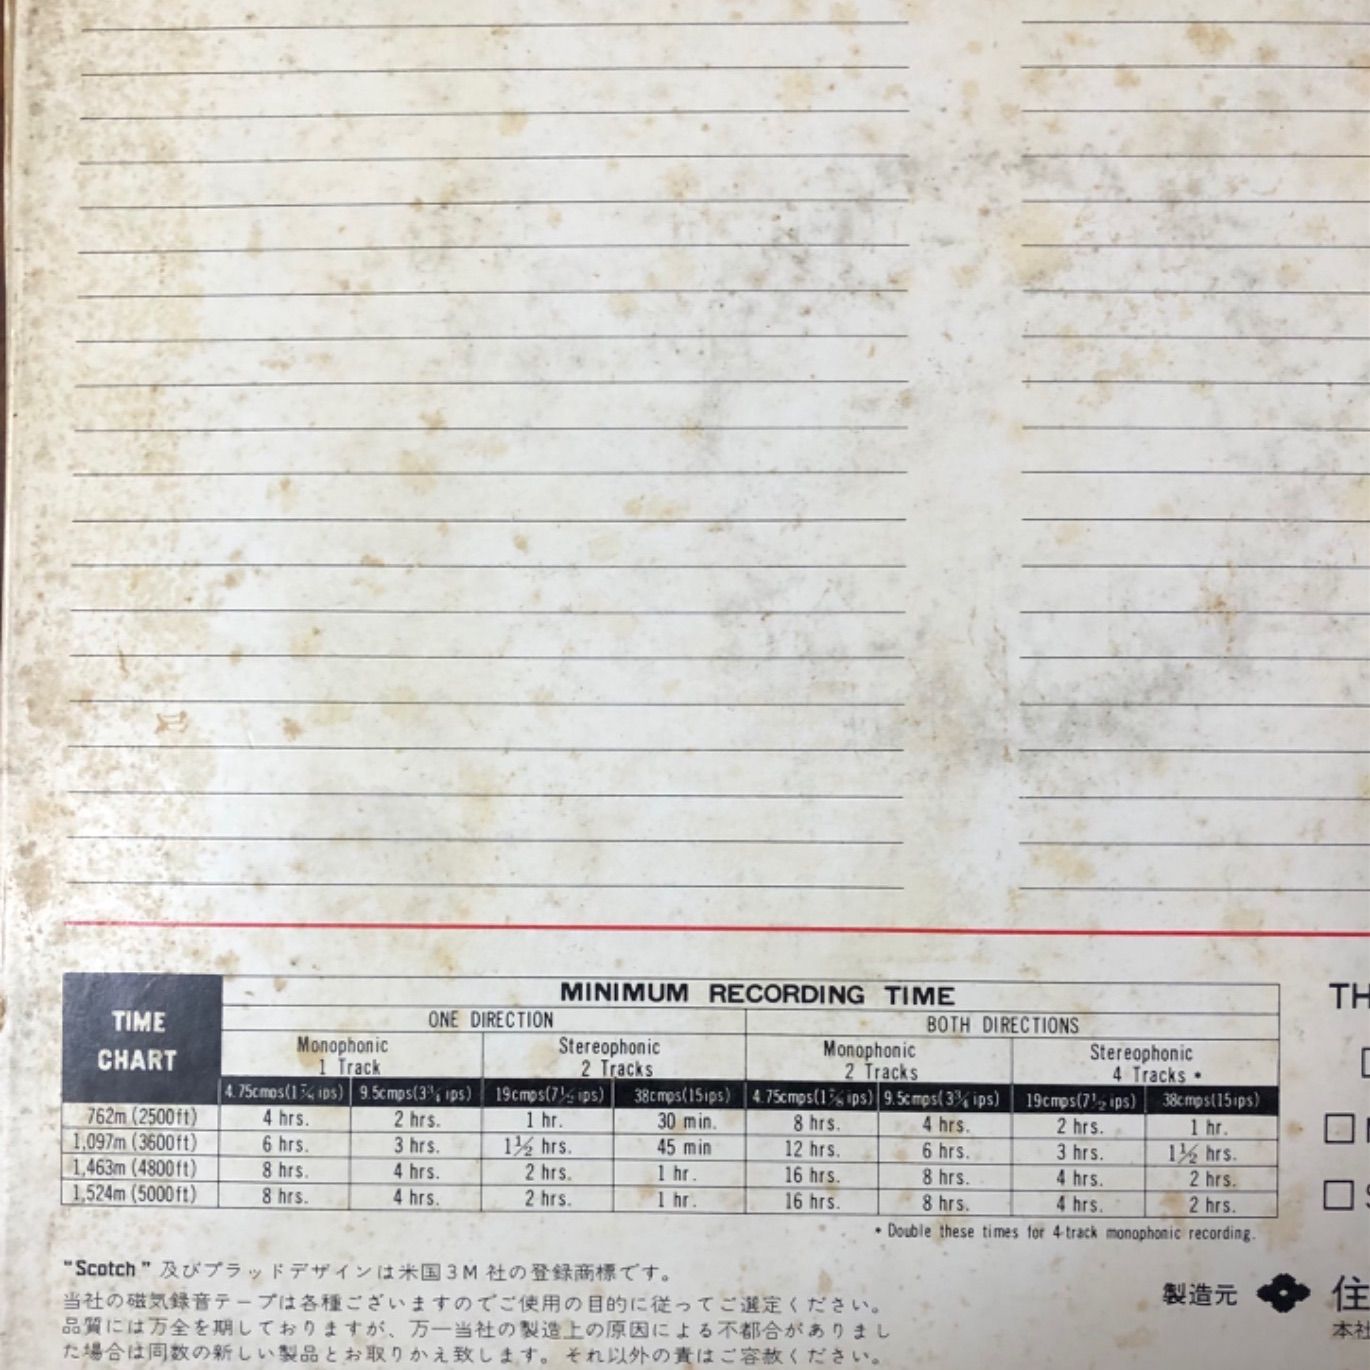 TIME
CHART
MINIMUM RECORDING TIME
ONE DIRECTION BOTH DIRECTIONS
Monophonic Stereophonic Monophonic Stereophonic
1 Track 2 Tracks 2 Tracks 4 Tracks *
4.75cmps(1⅞ ips) 9.5cmps(3¾ ips) 19cmps(7½ ips) 38cmps(15ips) 4.75cmps(1⅞ ips) 9.5cmps(3¾ ips) 19cmps(7½ ips) 38cmps(15ips)
762m (2500ft) 4 hrs. 2 hrs. 1 hr. 30 min. 8 hrs. 4 hrs. 2 hrs. 1 hr.
1,097m (3600ft) 6 hrs. 3 hrs. 1½ hrs. 45 min 12 hrs. 6 hrs. 3 hrs. 1½ hrs.
1,463m (4800ft) 8 hrs. 4 hrs. 2 hrs. 1 hr. 16 hrs. 8 hrs. 4 hrs. 2 hrs.
1,524m (5000ft) 8 hrs. 4 hrs. 2 hrs. 1 hr. 16 hrs. 8 hrs. 4 hrs. 2 hrs.
* Double these times for 4-track monophonic recording.
"Scotch" 及びプラッドデザインは米国3M社の登録商標です。
当社の磁気録音テープは各種ございますのでご使用の目的に従ってご選定ください。
品質には万全を期しておりますが、万一当社の製造上の原因による不都合がありまし
た場合は同数の新しい製品とお取りかえ致します。それ以外の責はご容赦ください。
TH
S
製造元 住
本社